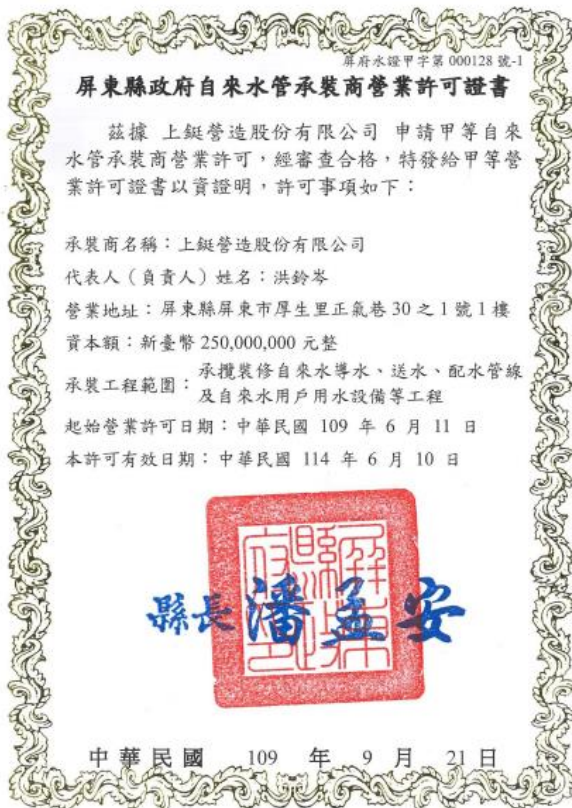 屏府水證甲字第 000128 號-1
屏東縣政府自來水管承裝商營業許可證書
茲據 上鋌營造股份有限公司 申請甲等自來
水管承裝商營業許可,經審查合格,特發給甲等營
業許可證書以資證明,許可事項如下:
承裝商名稱:上鋌營造股份有限公司
代表人(負責人)姓名:洪鈴岑
營業地址:屏東縣屏東市厚生里正氣巷 30 之 1 號 1 樓
資本額:新臺幣 250,000,000 元整
承裝工程範圍:承攬裝修自來水導水、送水、配水管線
及自來水用戶用水設備等工程
起始營業許可日期:中華民國 109 年 6 月 11 日
本許可有效日期:中華民國 114 年 6 月 10 日
屏東縣政府印
縣長 潘孟安
中華民國 109 年 9 月 21 日